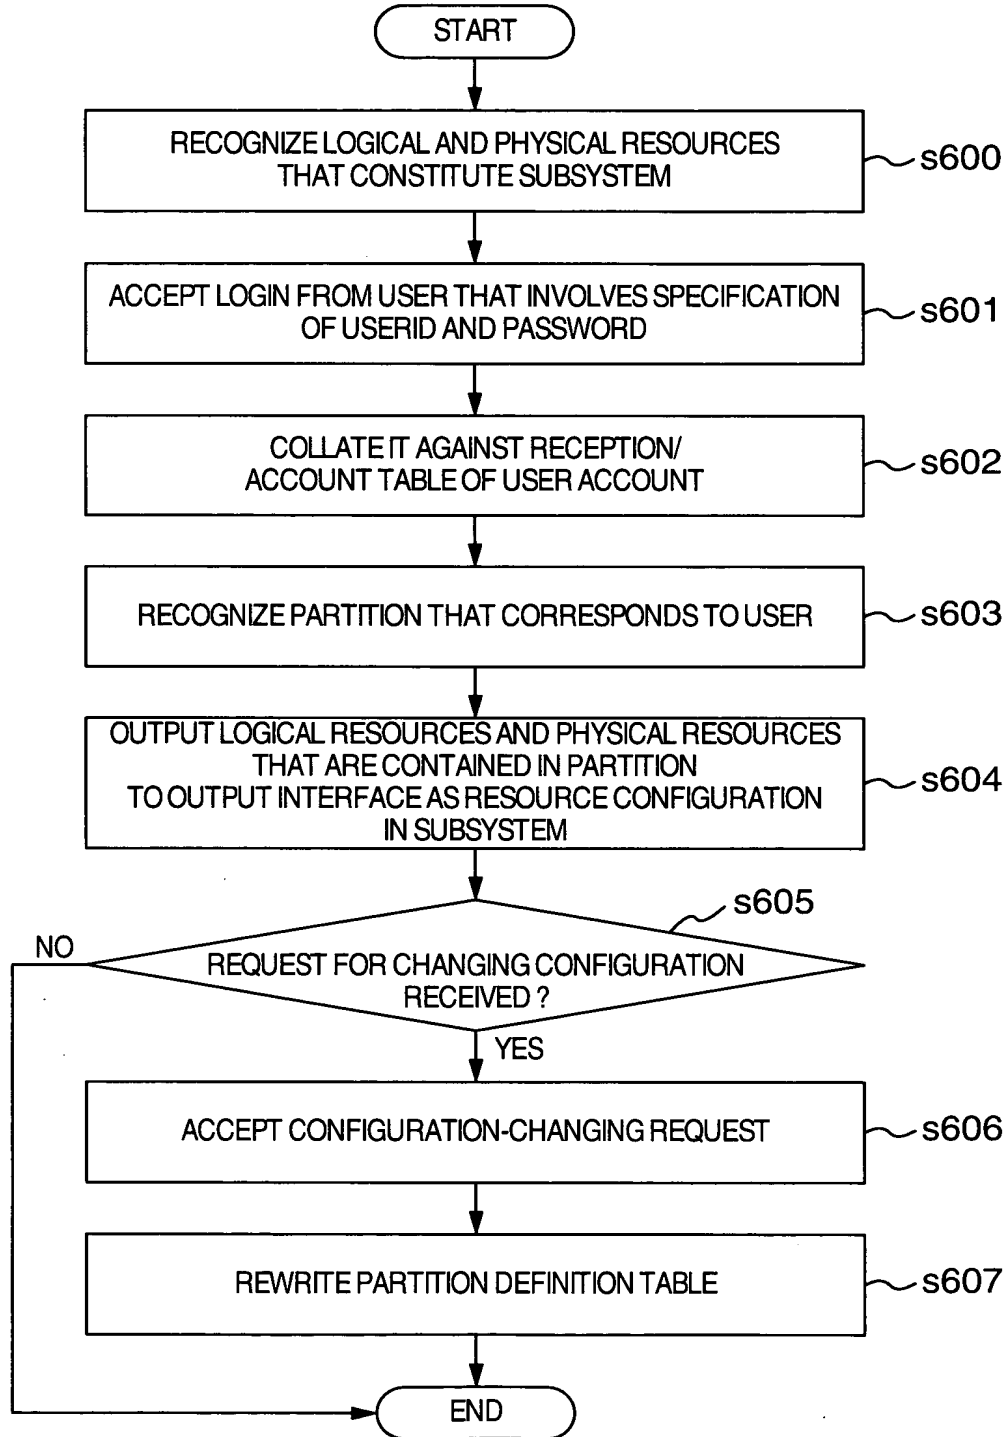 START
RECOGNIZE LOGICAL AND PHYSICAL RESOURCES
THAT CONSTITUTE SUBSYSTEM
s600
ACCEPT LOGIN FROM USER THAT INVOLVES SPECIFICATION
OF USERID AND PASSWORD
s601
COLLATE IT AGAINST RECEPTION/
ACCOUNT TABLE OF USER ACCOUNT
s602
RECOGNIZE PARTITION THAT CORRESPONDS TO USER
s603
OUTPUT LOGICAL RESOURCES AND PHYSICAL RESOURCES
THAT ARE CONTAINED IN PARTITION
TO OUTPUT INTERFACE AS RESOURCE CONFIGURATION
IN SUBSYSTEM
s604
s605
NO
REQUEST FOR CHANGING CONFIGURATION
RECEIVED ?
YES
ACCEPT CONFIGURATION-CHANGING REQUEST
s606
REWRITE PARTITION DEFINITION TABLE
s607
END